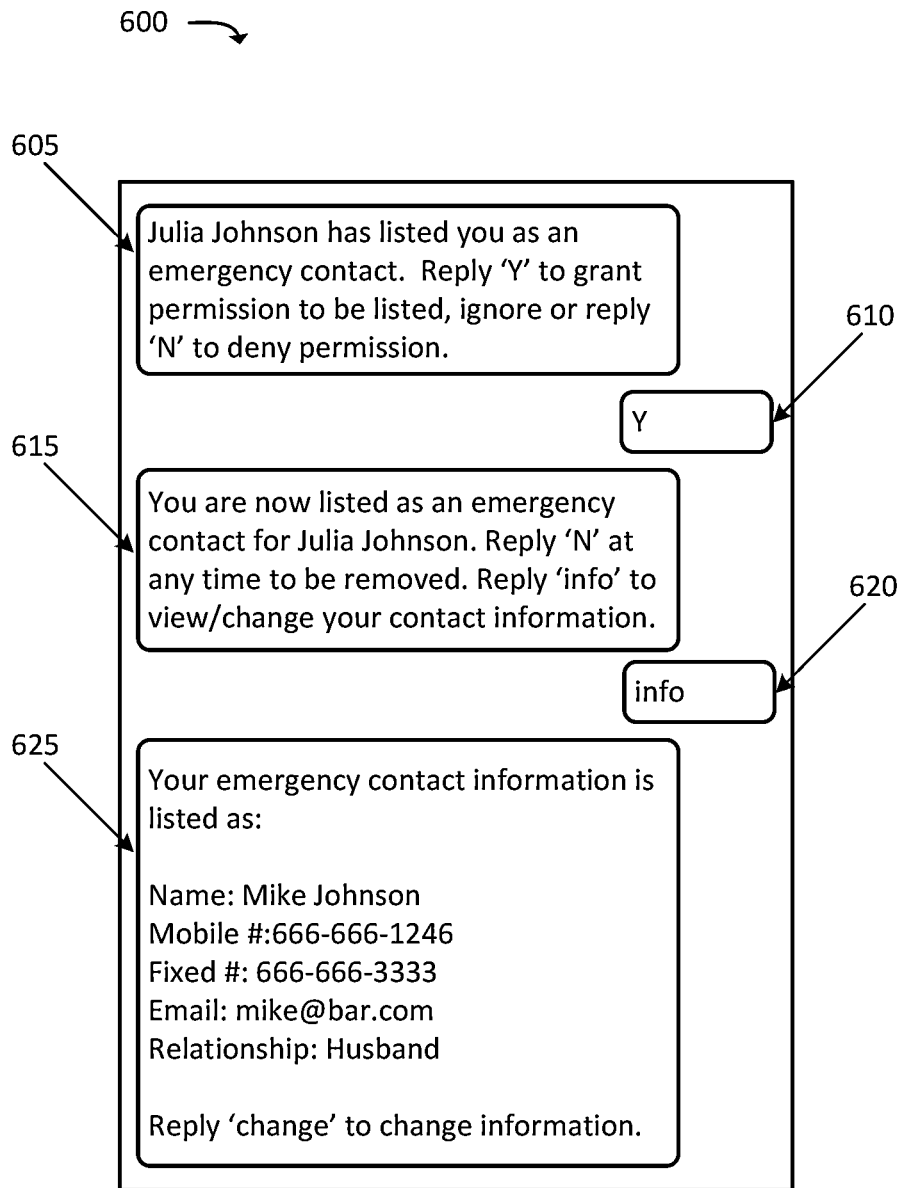 600
605
Julia Johnson has listed you as an
emergency contact.  Reply ‘Y’ to grant
permission to be listed, ignore or reply
‘N’ to deny permission.
610
Y
615
You are now listed as an emergency
contact for Julia Johnson. Reply ‘N’ at
any time to be removed. Reply ‘info’ to
view/change your contact information.
620
info
625
Your emergency contact information is
listed as:
Name: Mike Johnson
Mobile #:666-666-1246
Fixed #: 666-666-3333
Email: mike@bar.com
Relationship: Husband
Reply ‘change’ to change information.